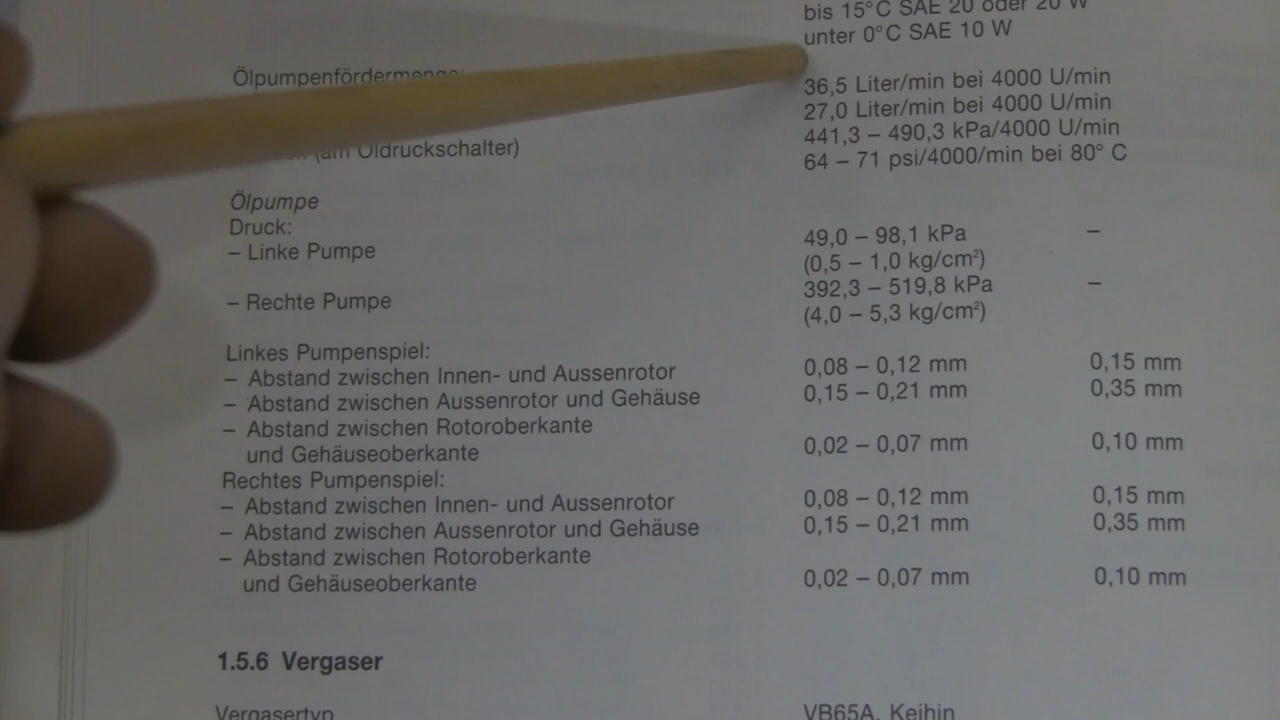 bis 15°C SAE 20 oder 20 W
unter 0°C SAE 10 W
Ölpumpenfördermenge: 36,5 Liter/min bei 4000 U/min
27,0 Liter/min bei 4000 U/min
441,3 – 490,3 kPa/4000 U/min
(am Öldruckschalter) 64 – 71 psi/4000/min bei 80° C
Ölpumpe
Druck:
– Linke Pumpe 49,0 – 98,1 kPa –
(0,5 – 1,0 kg/cm²)
– Rechte Pumpe 392,3 – 519,8 kPa –
(4,0 – 5,3 kg/cm²)
Linkes Pumpenspiel:
– Abstand zwischen Innen- und Aussenrotor 0,08 – 0,12 mm 0,15 mm
– Abstand zwischen Aussenrotor und Gehäuse 0,15 – 0,21 mm 0,35 mm
– Abstand zwischen Rotoroberkante
und Gehäuseoberkante 0,02 – 0,07 mm 0,10 mm
Rechtes Pumpenspiel:
– Abstand zwischen Innen- und Aussenrotor 0,08 – 0,12 mm 0,15 mm
– Abstand zwischen Aussenrotor und Gehäuse 0,15 – 0,21 mm 0,35 mm
– Abstand zwischen Rotoroberkante
und Gehäuseoberkante 0,02 – 0,07 mm 0,10 mm
1.5.6 Vergaser
Vergasertyp VB65A, Keihin